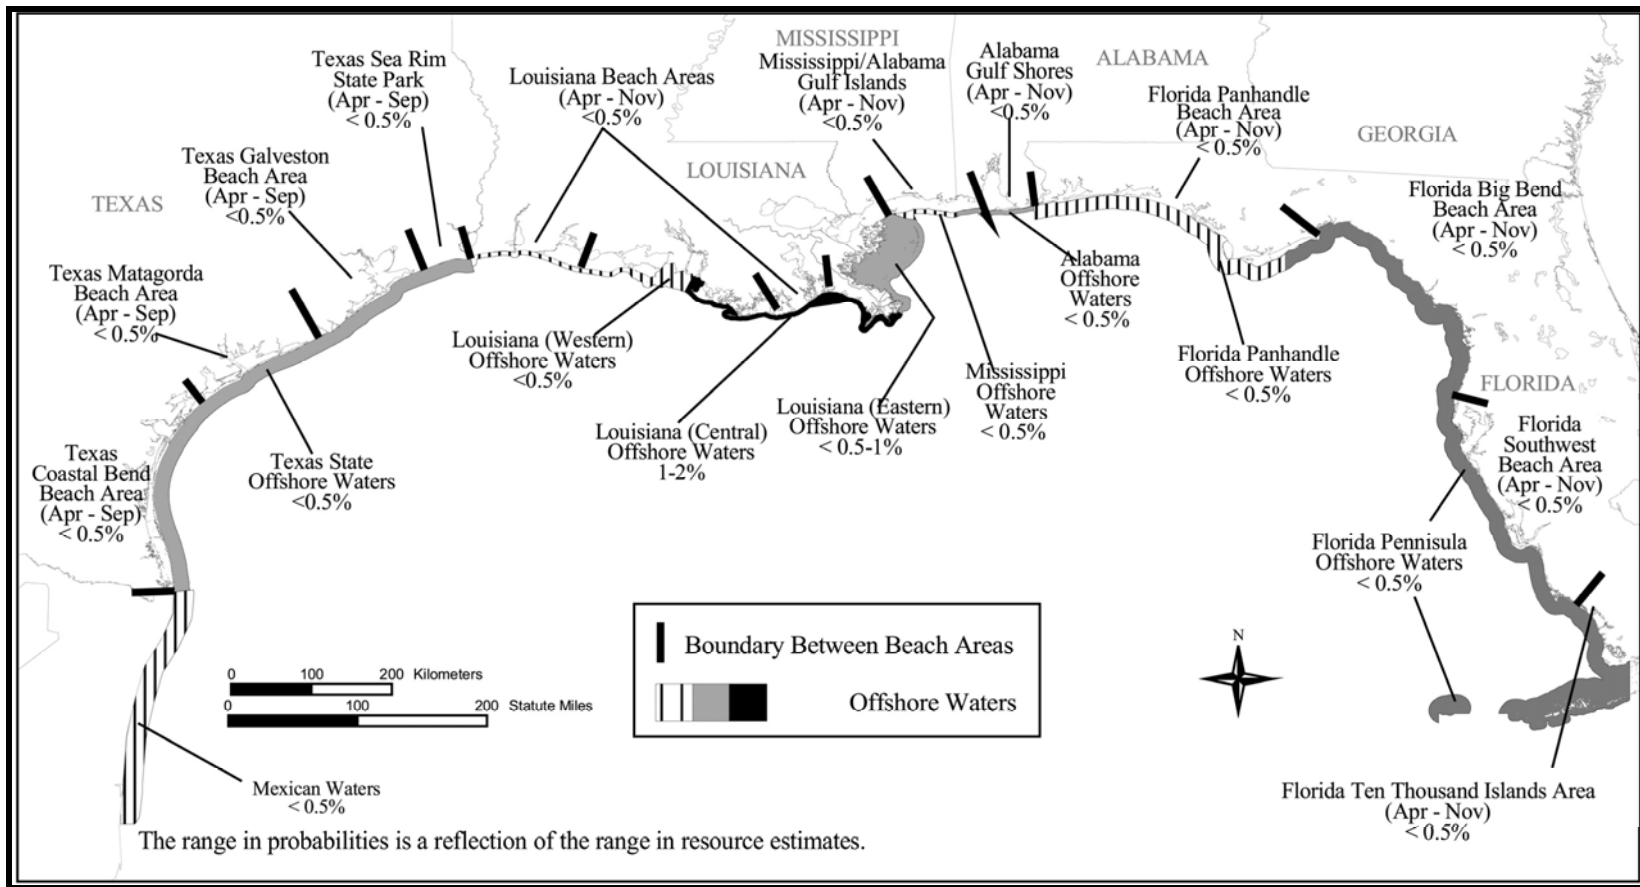 MISSISSIPPI
Texas Sea Rim
State Park
(Apr - Sep)
< 0.5%
Louisiana Beach Areas
(Apr - Nov)
<0.5%
Mississippi/Alabama
Gulf Islands
(Apr - Nov)
<0.5%
Alabama
Gulf Shores
(Apr - Nov)
<0.5%
ALABAMA
Florida Panhandle
Beach Area
(Apr - Nov)
< 0.5%
GEORGIA
Texas Galveston
Beach Area
(Apr - Sep)
<0.5%
LOUISIANA
TEXAS
Florida Big Bend
Beach Area
(Apr - Nov)
< 0.5%
Texas Matagorda
Beach Area
(Apr - Sep)
< 0.5%
Alabama
Offshore
Waters
< 0.5%
Louisiana (Western)
Offshore Waters
<0.5%
Florida Panhandle
Offshore Waters
< 0.5%
Mississippi
Offshore
Waters
< 0.5%
FLORIDA
Louisiana (Eastern)
Offshore Waters
< 0.5-1%
Louisiana (Central)
Offshore Waters
1-2%
Florida
Southwest
Beach Area
(Apr - Nov)
< 0.5%
Texas
Coastal Bend
Beach Area
(Apr - Sep)
< 0.5%
Texas State
Offshore Waters
<0.5%
Florida Pennisula
Offshore Waters
< 0.5%
Boundary Between Beach Areas
Offshore Waters
N
0 100 200 Kilometers
0 100 200 Statute Miles
Mexican Waters
< 0.5%
Florida Ten Thousand Islands Area
(Apr - Nov)
< 0.5%
The range in probabilities is a reflection of the range in resource estimates.